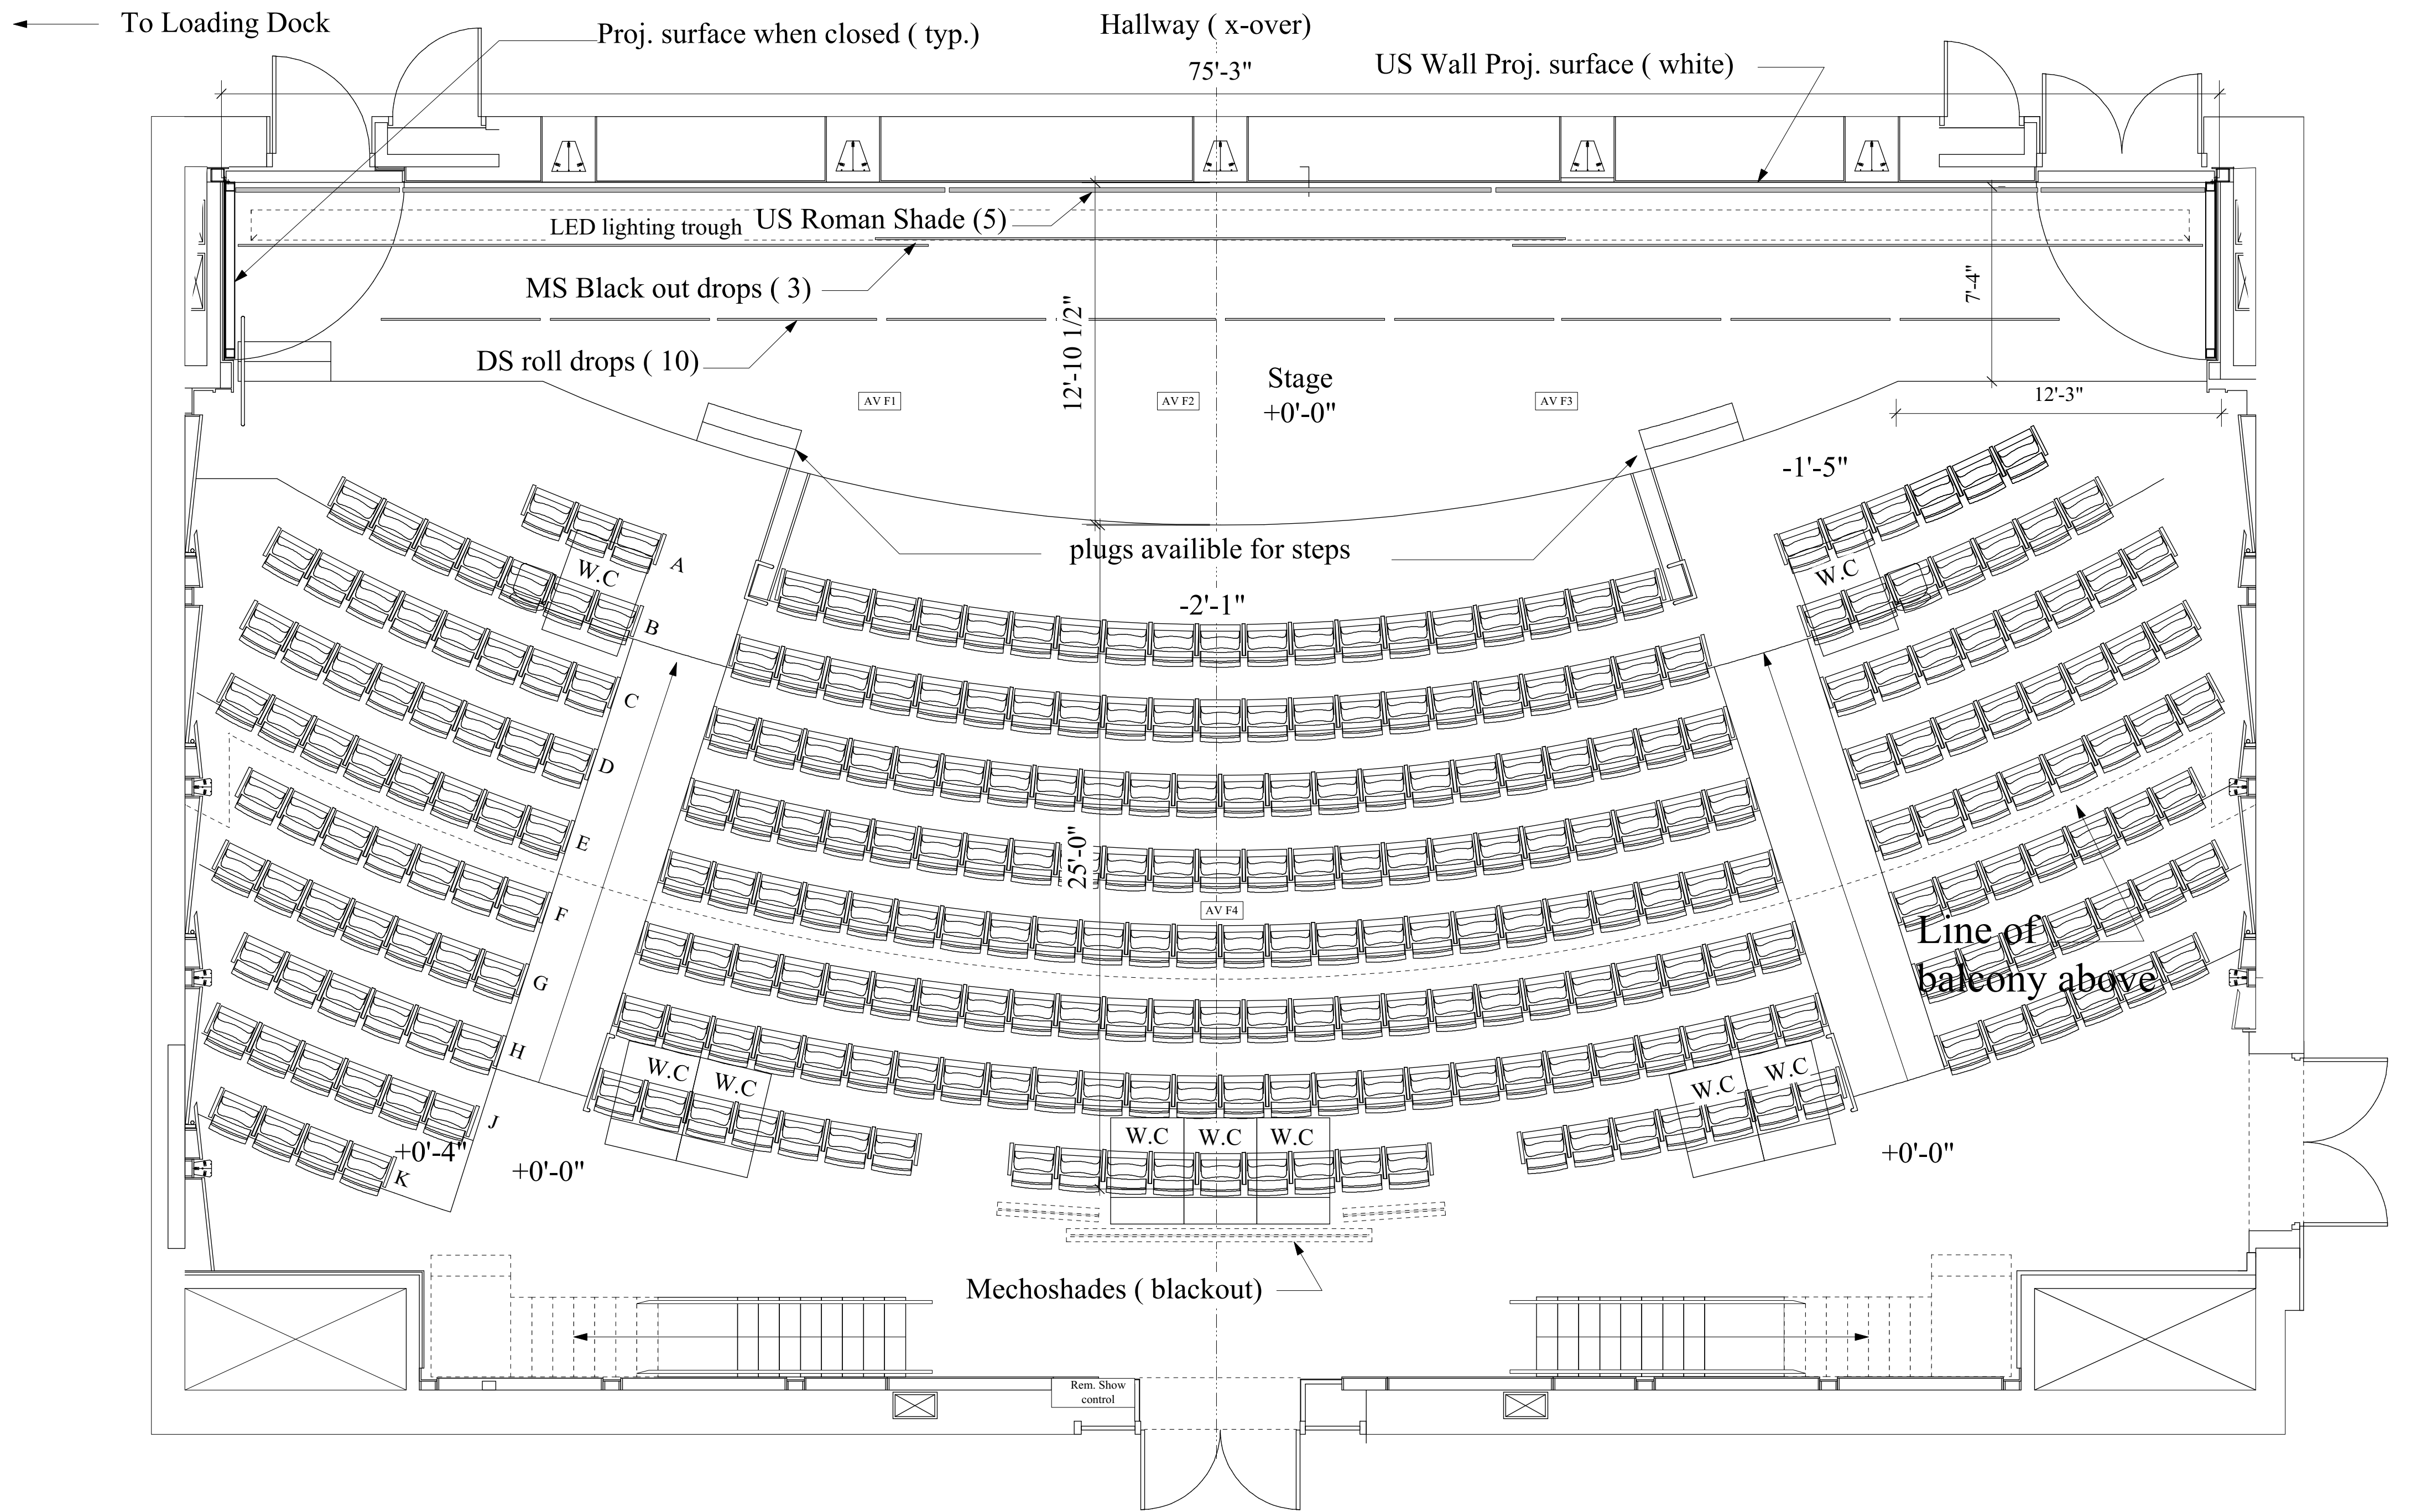 To Loading Dock
Proj. surface when closed ( typ.)
Hallway ( x-over)
75'-3"
US Wall Proj. surface ( white)
LED lighting trough
US Roman Shade (5)
MS Black out drops ( 3)
DS roll drops ( 10)
12'-10 1/2"
7'-4"
Stage
+0'-0"
AV F1
AV F2
AV F3
12'-3"
-1'-5"
plugs availible for steps
-2'-1"
A
W.C
W.C
B
C
D
E
F
G
H
J
K
25'-0"
AV F4
Line of
balcony above
W.C
W.C
W.C
W.C
W.C
W.C
W.C
+0'-4"
+0'-0"
+0'-0"
Mechoshades ( blackout)
Rem. Show
control